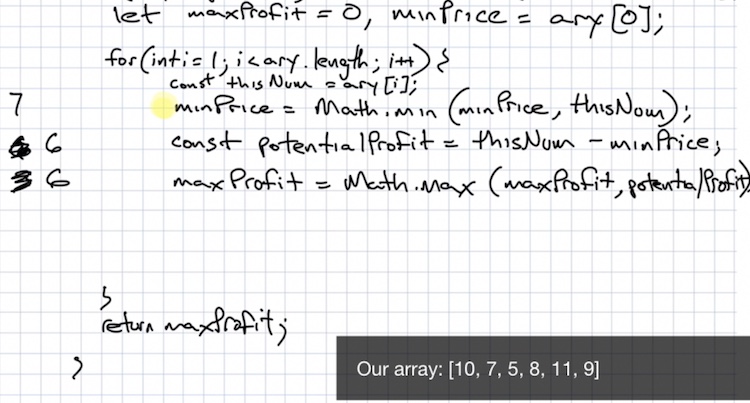 let maxProfit = 0, minPrice = ary[0];
for(int i = 1; i < ary.length; i++) {
const thisNum = ary[i];
7 minPrice = Math.min (minPrice, thisNum);
6 const potentialProfit = thisNum - minPrice;
6 maxProfit = Math.max (maxProfit, potentialProfit)
}
return maxProfit;
}
Our array: [10, 7, 5, 8, 11, 9]